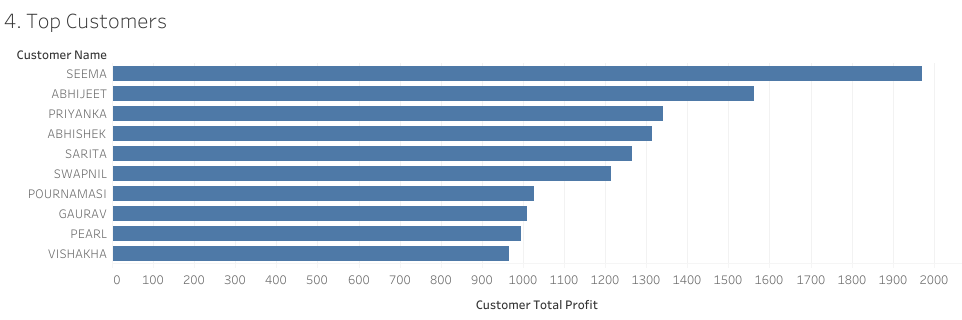 4. Top Customers
Customer Name
SEEMA
ABHIJEET
PRIYANKA
ABHISHEK
SARITA
SWAPNIL
POURNAMASI
GAURAV
PEARL
VISHAKHA
0 100 200 300 400 500 600 700 800 900 1000 1100 1200 1300 1400 1500 1600 1700 1800 1900 2000
Customer Total Profit